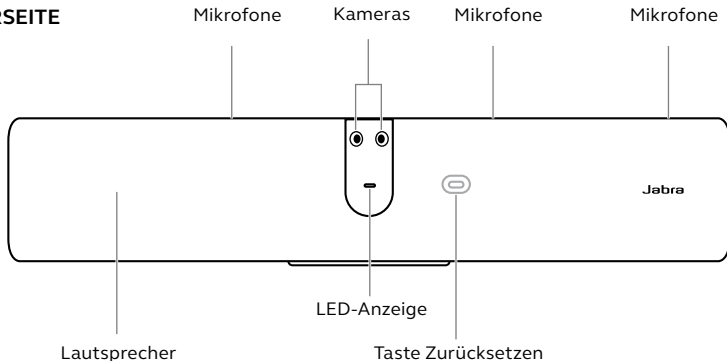 RSEITE
Mikrofone Kameras Mikrofone Mikrofone
Jabra
LED-Anzeige
Lautsprecher Taste Zurücksetzen